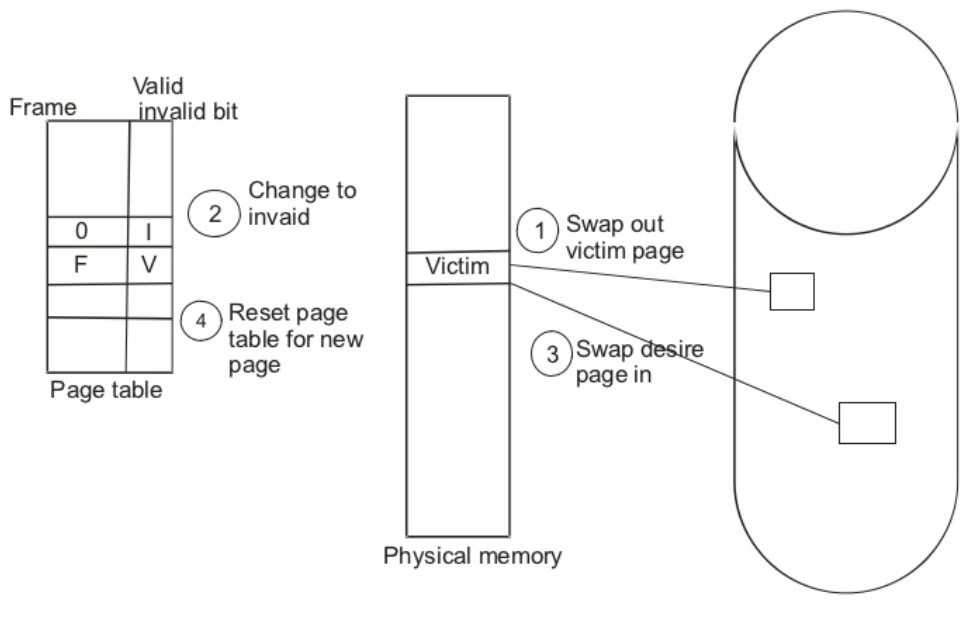 Frame
Valid
invalid bit
0 I
F V
Page table
2
Change to
invaid
4
Reset page
table for new
page
Victim
Physical memory
1
Swap out
victim page
3
Swap desire
page in